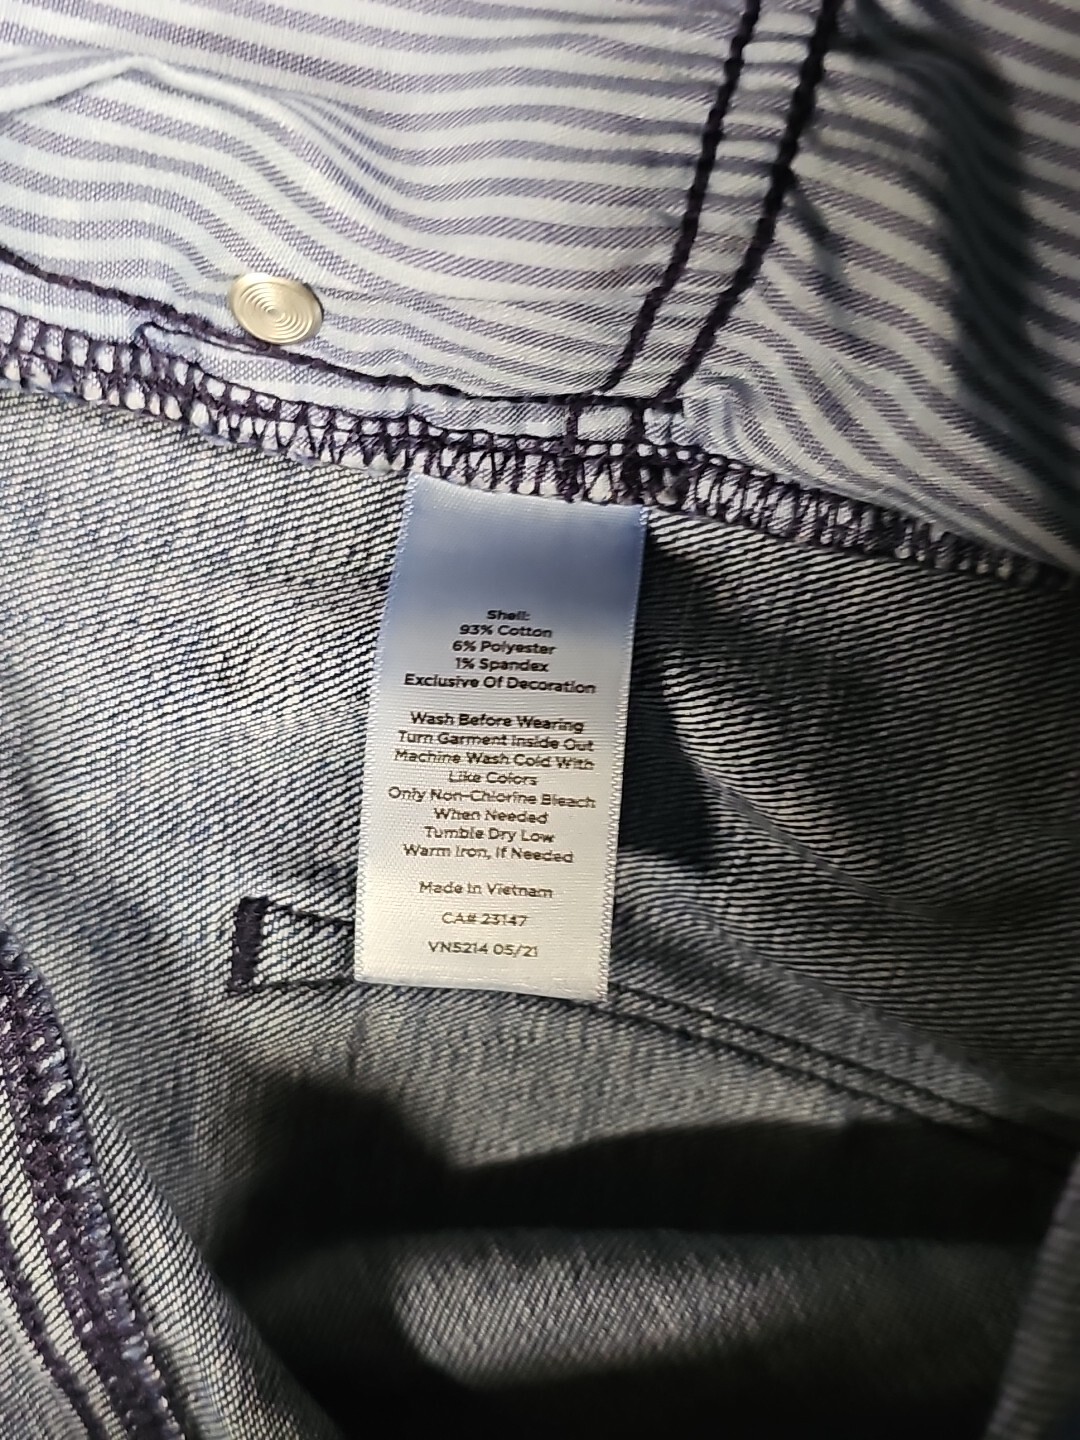 Shell:
93% Cotton
6% Polyester
1% Spandex
Exclusive Of Decoration
Wash Before Wearing
Turn Garment Inside Out
Machine Wash Cold With
Like Colors
Only Non-Chlorine Bleach
When Needed
Tumble Dry Low
Warm Iron, If Needed
Made In Vietnam
CA# 23147
VN5214 05/21